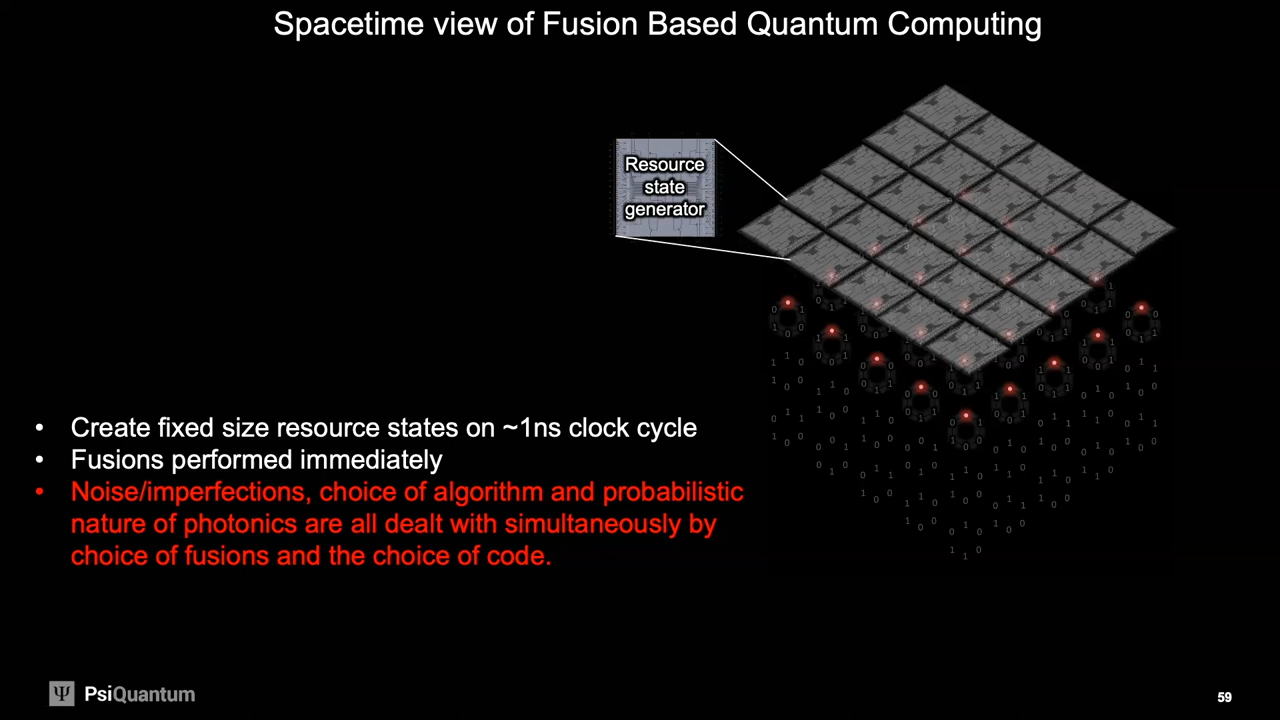 Spacetime view of Fusion Based Quantum Computing
Resource
state
generator
• Create fixed size resource states on ~1ns clock cycle
• Fusions performed immediately
• Noise/imperfections, choice of algorithm and probabilistic
nature of photonics are all dealt with simultaneously by
choice of fusions and the choice of code.
Ψ PsiQuantum
59